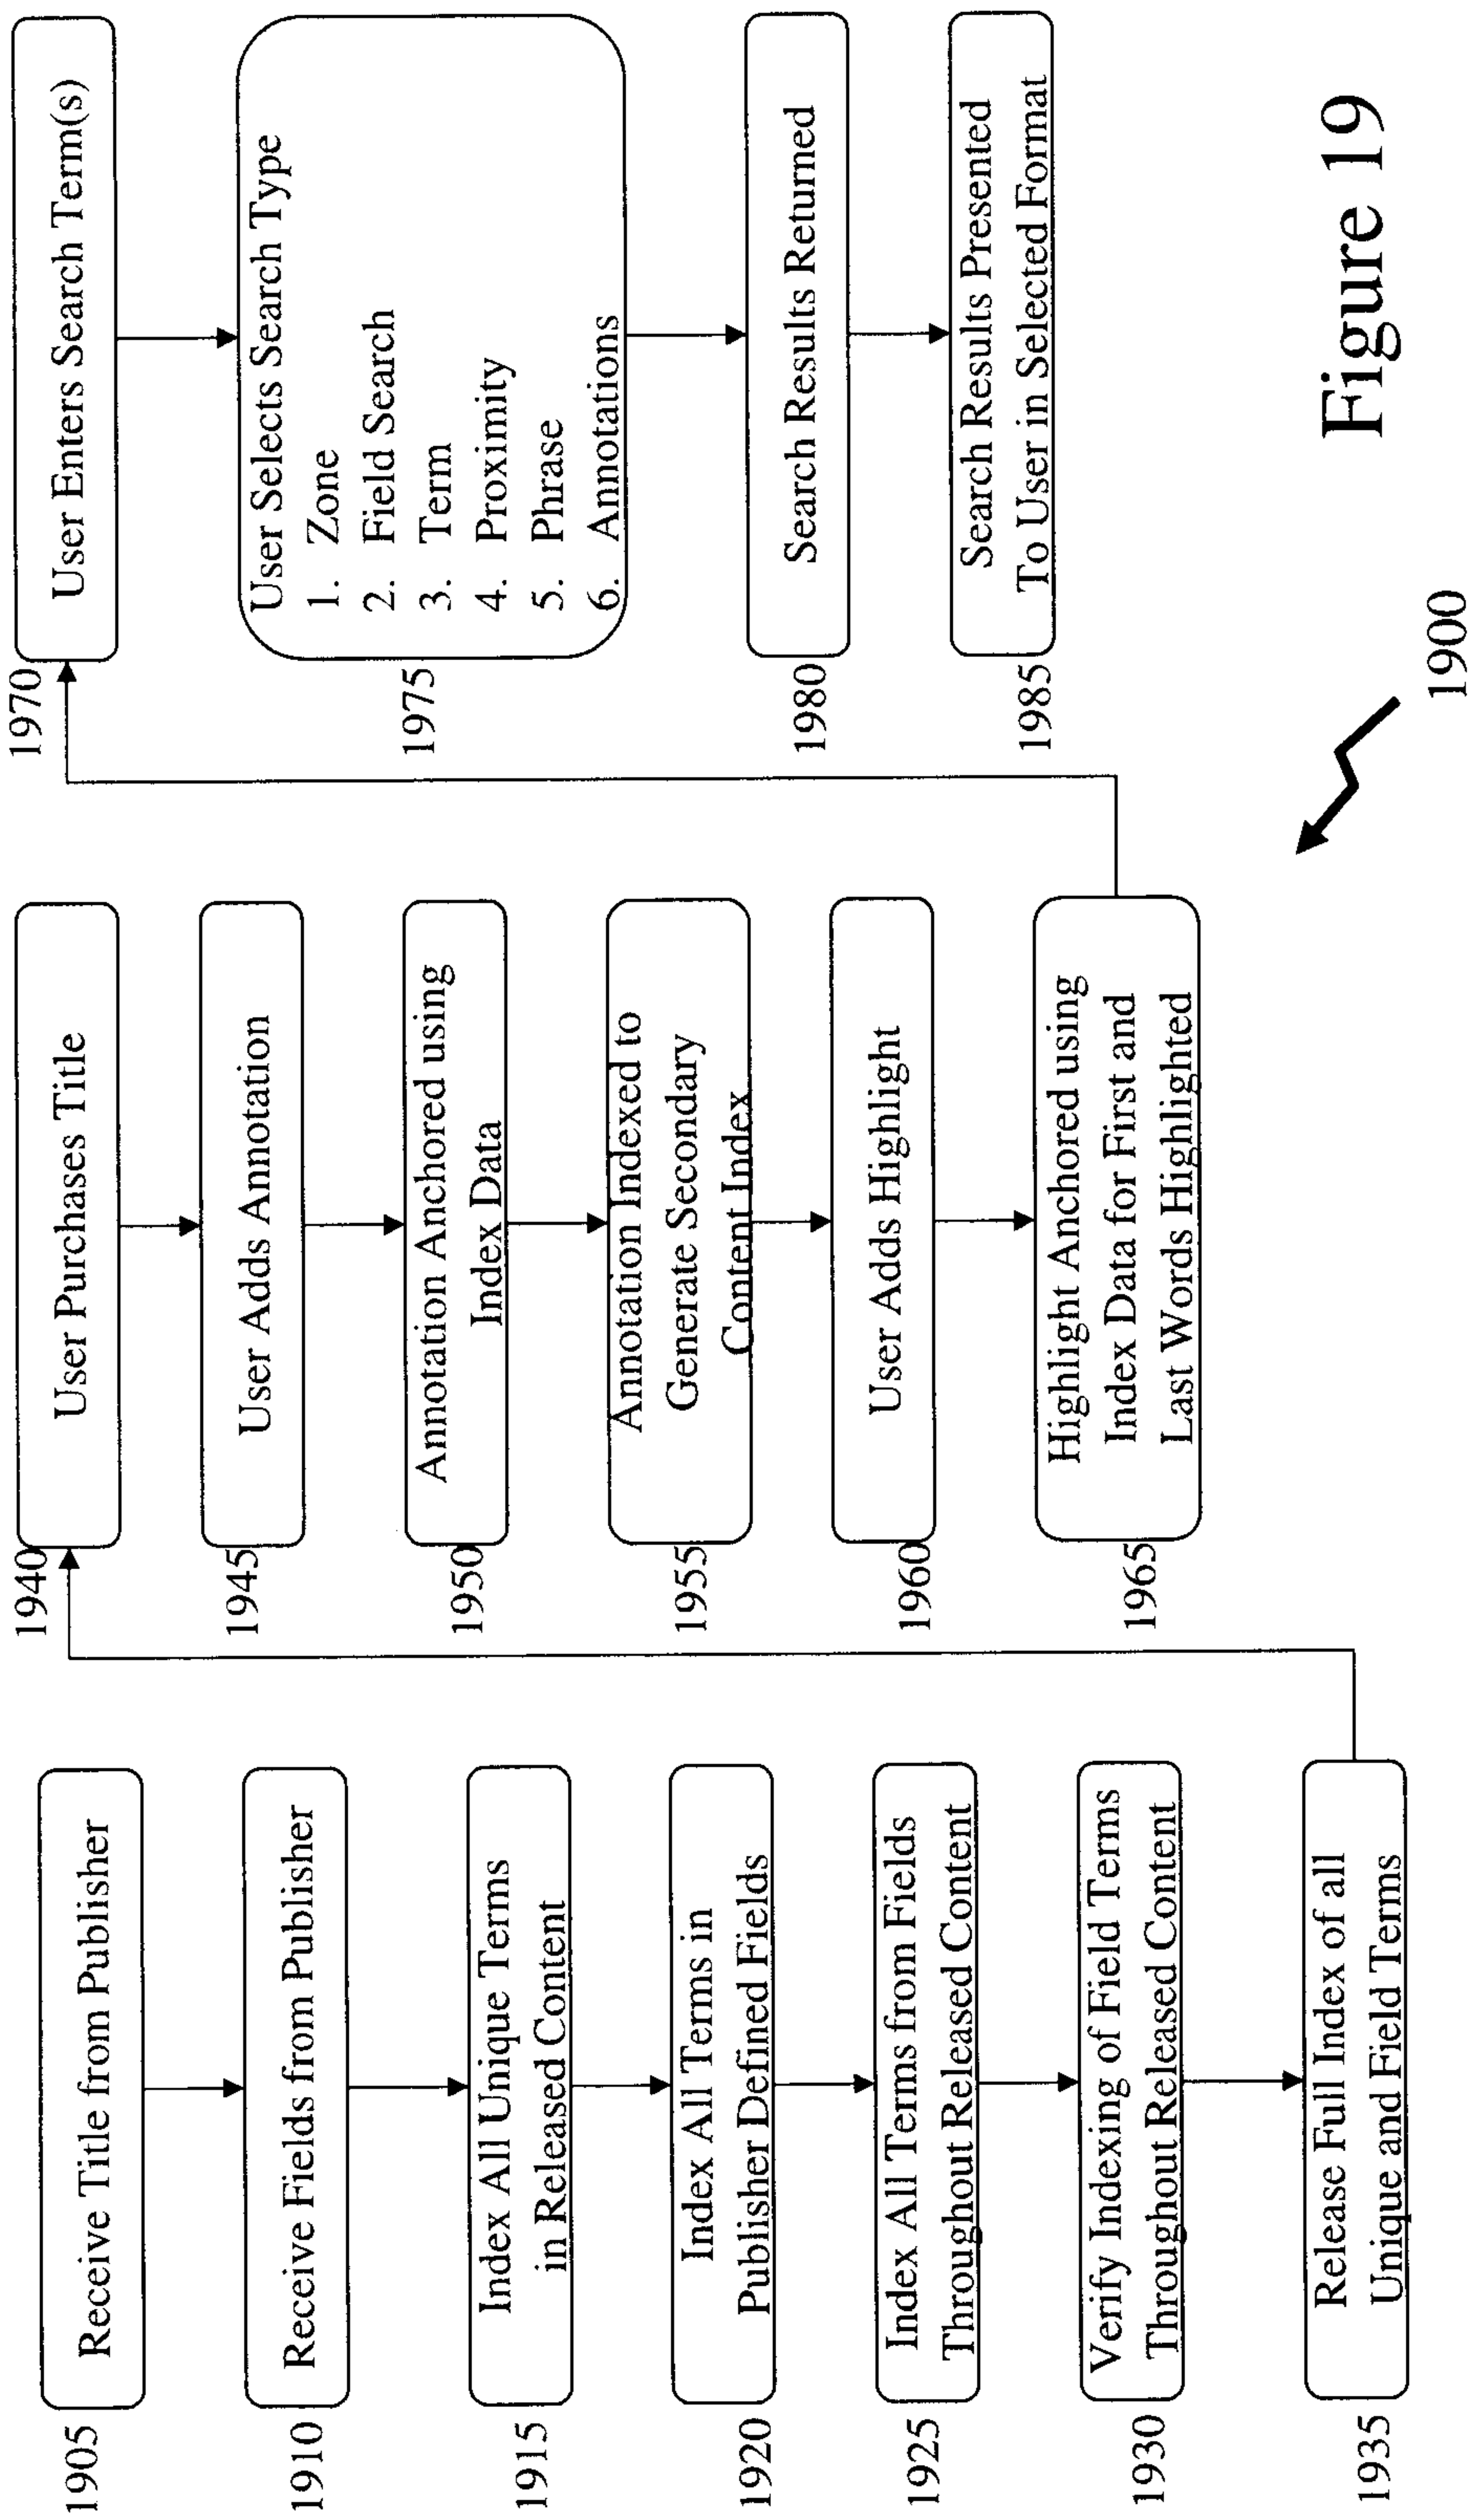 1905
Receive Title from Publisher
1910
Receive Fields from Publisher
1915
Index All Unique Terms
in Released Content
1920
Index All Terms in
Publisher Defined Fields
1925
Index All Terms from Fields
Throughout Released Content
1930
Verify Indexing of Field Terms
Throughout Released Content
1935
Release Full Index of all
Unique and Field Terms
1940
User Purchases Title
1945
User Adds Annotation
1950
Annotation Anchored using
Index Data
1955
Annotation Indexed to
Generate Secondary
Content Index
1960
User Adds Highlight
1965
Highlight Anchored using
Index Data for First and
Last Words Highlighted
1970
User Enters Search Term(s)
1975
User Selects Search Type
1. Zone
2. Field Search
3. Term
4. Proximity
5. Phrase
6. Annotations
1980
Search Results Returned
1985
Search Results Presented
To User in Selected Format
1900
Figure 19